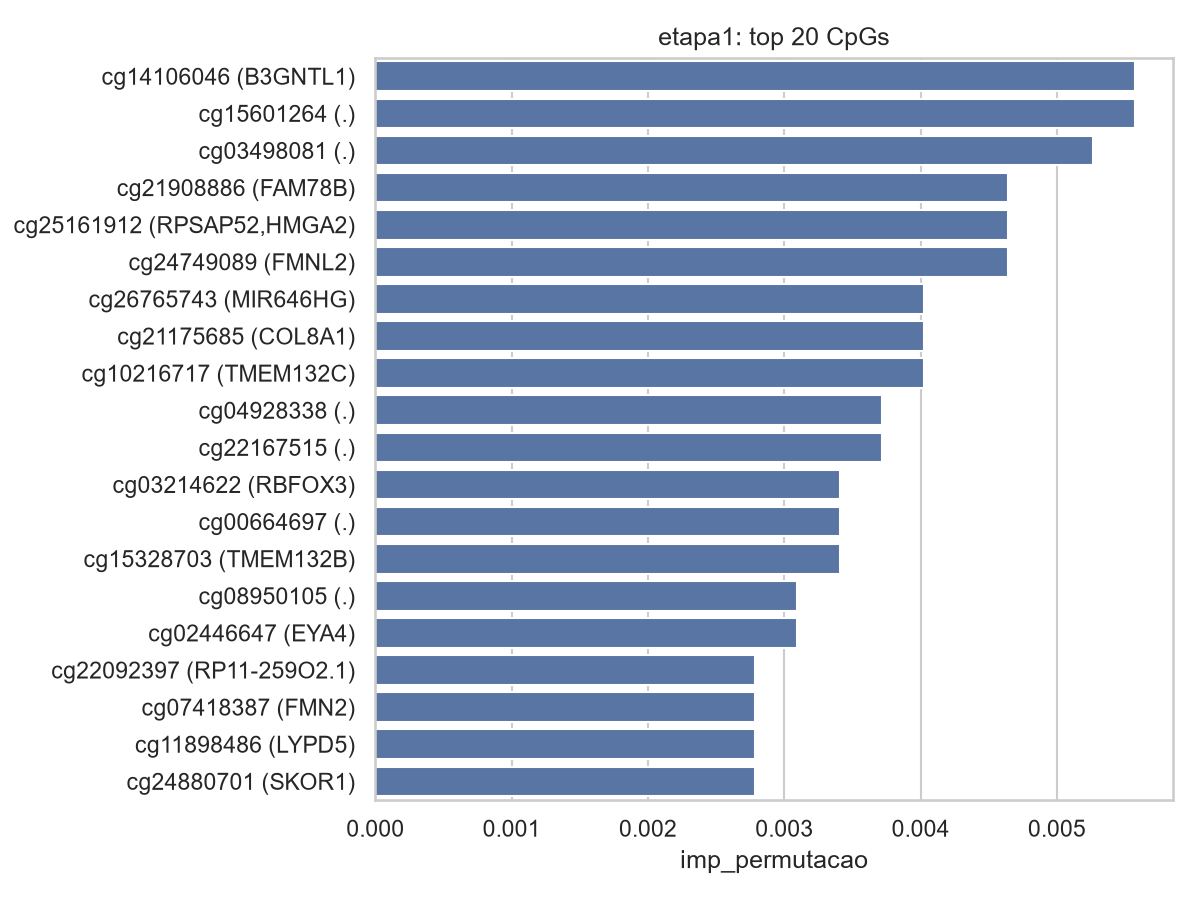 etapa1: top 20 CpGs
cg14106046 (B3GNTL1)
cg15601264 (.)
cg03498081 (.)
cg21908886 (FAM78B)
cg25161912 (RPSAP52,HMGA2)
cg24749089 (FMNL2)
cg26765743 (MIR646HG)
cg21175685 (COL8A1)
cg10216717 (TMEM132C)
cg04928338 (.)
cg22167515 (.)
cg03214622 (RBFOX3)
cg00664697 (.)
cg15328703 (TMEM132B)
cg08950105 (.)
cg02446647 (EYA4)
cg22092397 (RP11-259O2.1)
cg07418387 (FMN2)
cg11898486 (LYPD5)
cg24880701 (SKOR1)
0.000 0.001 0.002 0.003 0.004 0.005
imp_permutacao